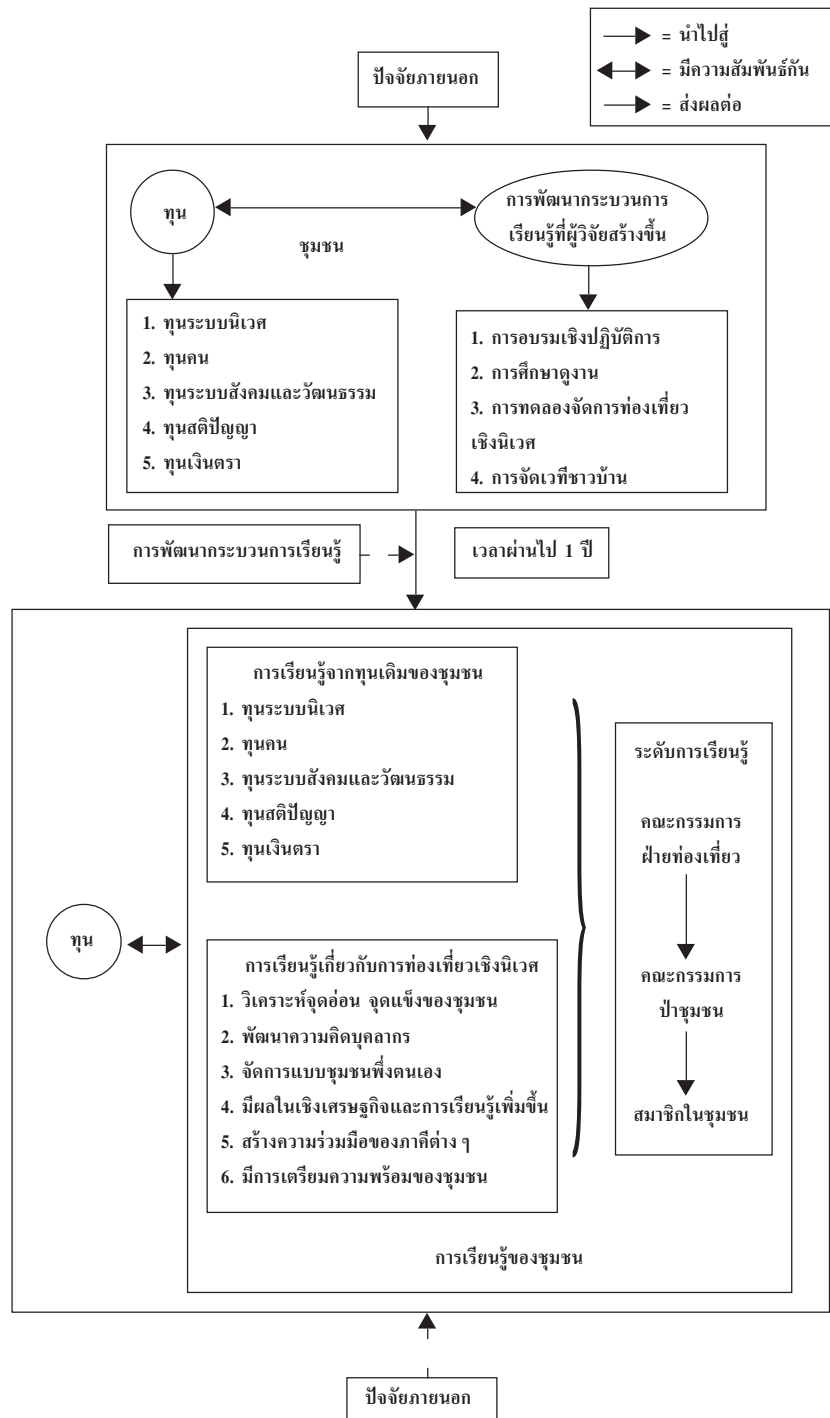 = นำไปสู่
= มีความสัมพันธ์กัน
= ส่งผลต่อ
ปัจจัยภายนอก
ทุน
การพัฒนากระบวนการ
เรียนรู้ที่ผู้วิจัยสร้างขึ้น
ชุมชน
1. ทุนระบบนิเวศ
2. ทุนคน
3. ทุนระบบสังคมและวัฒนธรรม
4. ทุนสติปัญญา
5. ทุนเงินตรา
1. การอบรมเชิงปฏิบัติการ
2. การศึกษาดูงาน
3. การทดลองจัดการท่องเที่ยว
เชิงนิเวศ
4. การจัดเวทีชาวบ้าน
การพัฒนากระบวนการเรียนรู้
เวลาผ่านไป 1 ปี
การเรียนรู้จากทุนเดิมของชุมชน
1. ทุนระบบนิเวศ
2. ทุนคน
3. ทุนระบบสังคมและวัฒนธรรม
4. ทุนสติปัญญา
5. ทุนเงินตรา
ทุน
การเรียนรู้เกี่ยวกับการท่องเที่ยวเชิงนิเวศ
1. วิเคราะห์จุดอ่อน จุดแข็งของชุมชน
2. พัฒนาความคิดบุคลากร
3. จัดการแบบชุมชนพึ่งตนเอง
4. มีผลในเชิงเศรษฐกิจและการเรียนรู้เพิ่มขึ้น
5. สร้างความร่วมมือของภาคีต่าง ๆ
6. มีการเตรียมความพร้อมของชุมชน
ระดับการเรียนรู้
คณะกรรมการ
ฝ่ายท่องเที่ยว
คณะกรรมการ
ป่าชุมชน
สมาชิกในชุมชน
การเรียนรู้ของชุมชน
ปัจจัยภายนอก